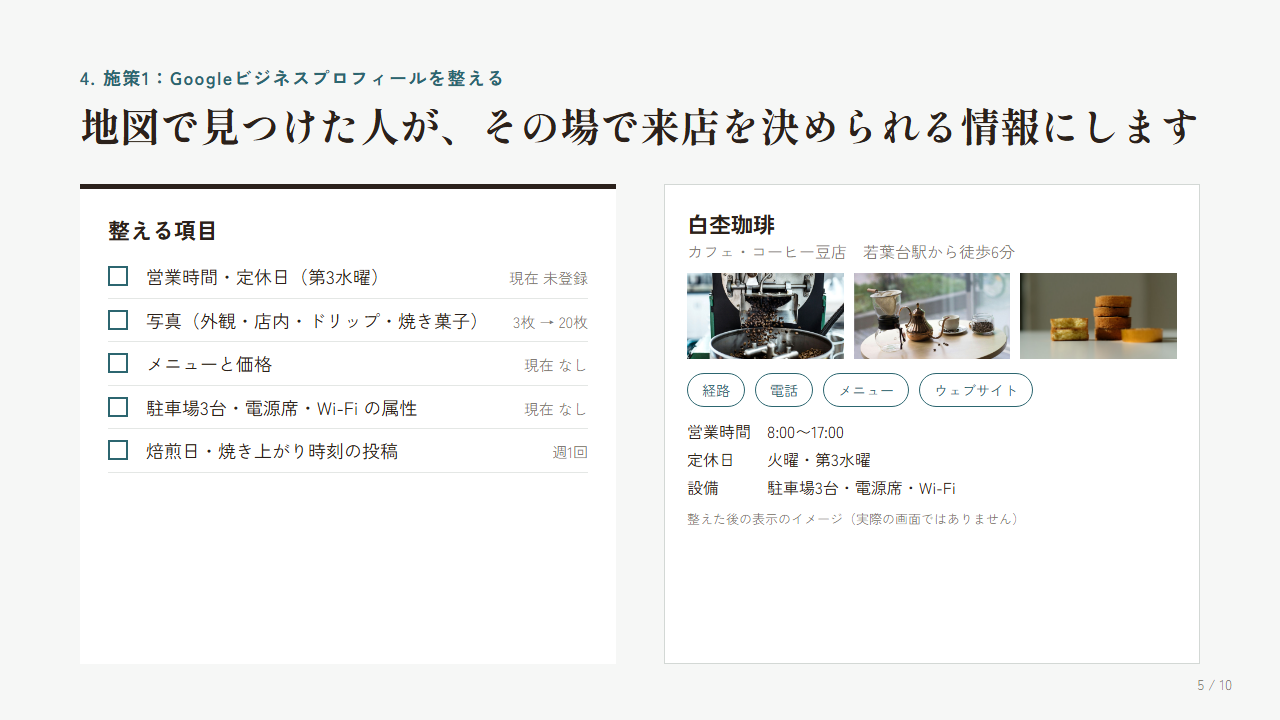 4. 施策1：Googleビジネスプロフィールを整える
地図で見つけた人が、その場で来店を決められる情報にします
整える項目
営業時間・定休日（第3水曜） 現在 未登録
写真（外観・店内・ドリップ・焼き菓子） 3枚 → 20枚
メニューと価格 現在 なし
駐車場3台・電源席・Wi-Fi の属性 現在 なし
焙煎日・焼き上がり時刻の投稿 週1回
白杢珈琲
カフェ・コーヒー豆店　若葉台駅から徒歩6分
経路 電話 メニュー ウェブサイト
営業時間 8:00〜17:00
定休日 火曜・第3水曜
設備 駐車場3台・電源席・Wi-Fi
整えた後の表示のイメージ（実際の画面ではありません）
5 / 10